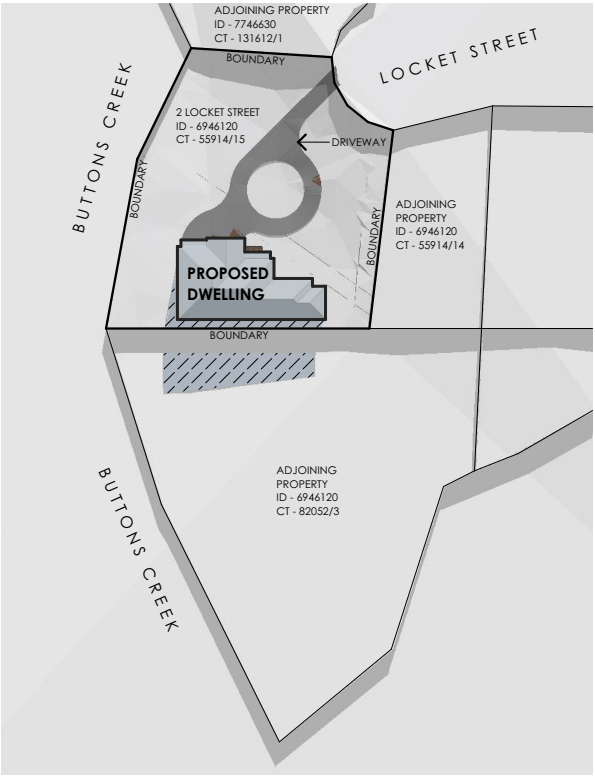 ADJOINING PROPERTY
ID - 7746630
CT - 131612/1
BOUNDARY
LOCKET STREET
BUTTONS CREEK
2 LOCKET STREET
ID - 6946120
CT - 55914/15
DRIVEWAY
BOUNDARY
BOUNDARY
ADJOINING
PROPERTY
ID - 6946120
CT - 55914/14
PROPOSED
DWELLING
BOUNDARY
ADJOINING
PROPERTY
ID - 6946120
CT - 82052/3
BUTTONS CREEK